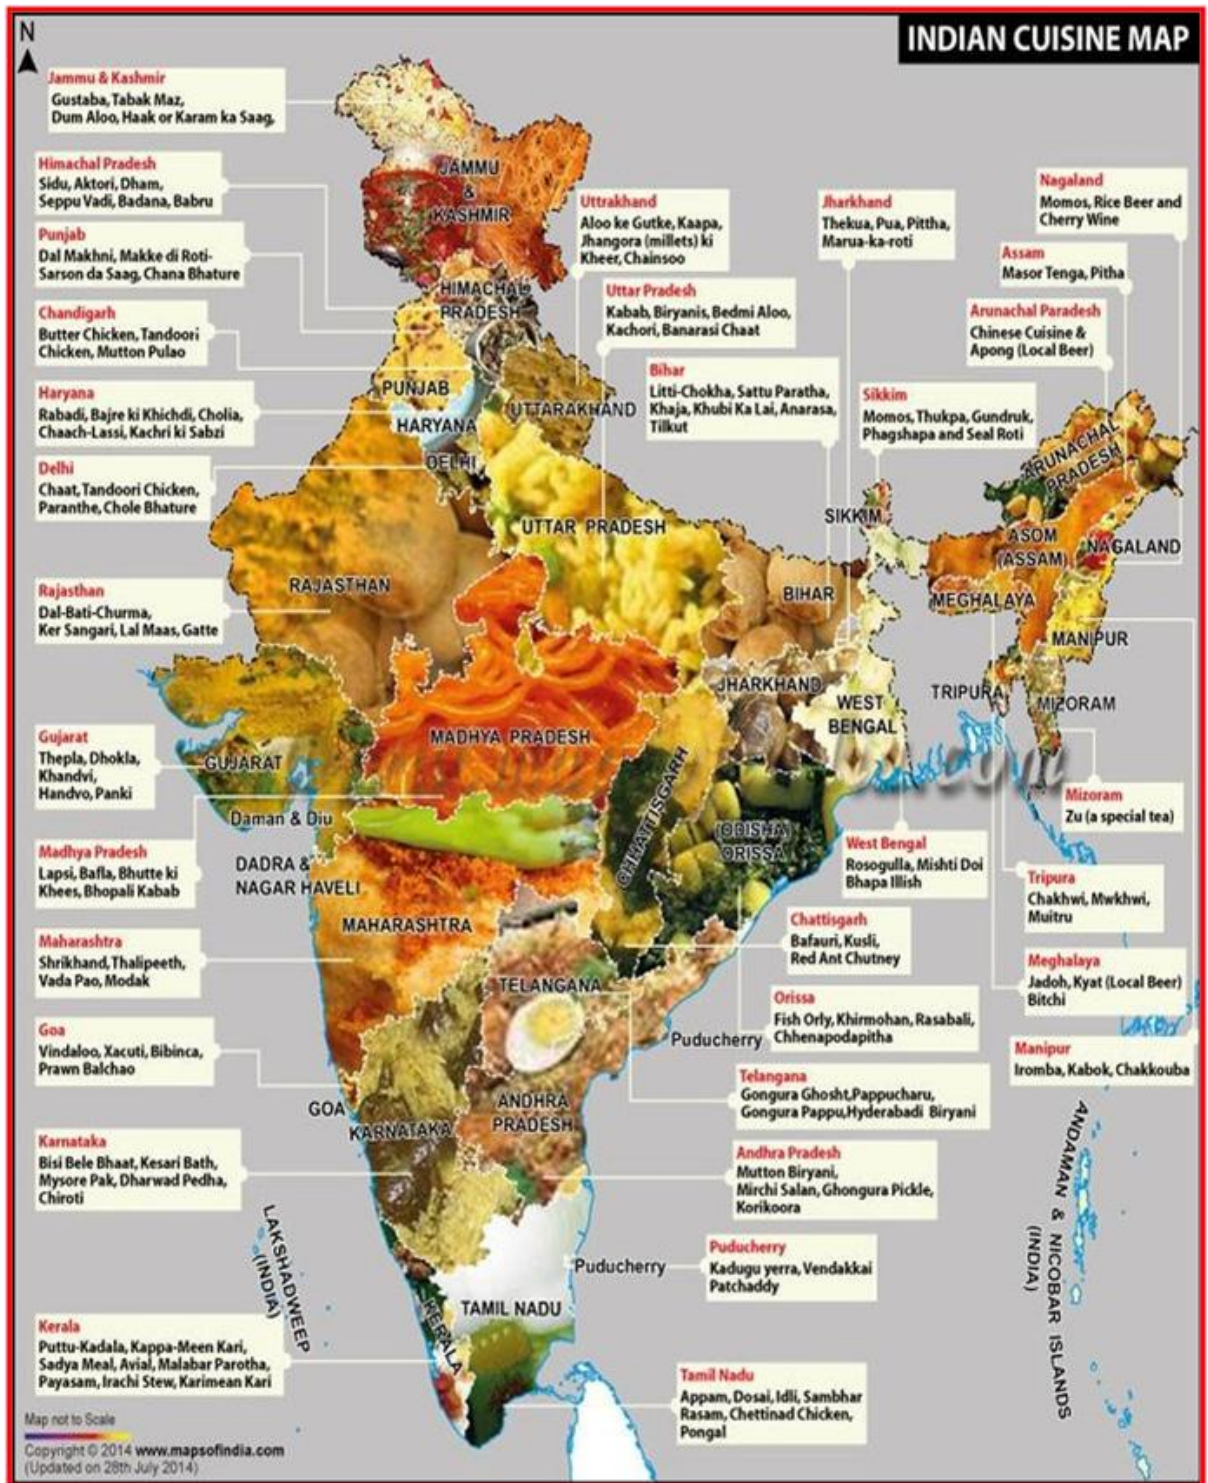 N
INDIAN CUISINE MAP
Jammu & Kashmir
Gustaba, Tabak Maz,
Dum Aloo, Haak or Karam ka Saag,
Himachal Pradesh
Sidu, Aktori, Dham,
Seppu Vadi, Badana, Babru
Punjab
Dal Makhni, Makke di Roti-
Sarson da Saag, Chana Bhature
Chandigarh
Butter Chicken, Tandoori
Chicken, Mutton Pulao
Haryana
Rabadi, Bajre ki Khichdi, Cholia,
Chaach-Lassi, Kachri ki Sabzi
Delhi
Chaat, Tandoori Chicken,
Paranthe, Chole Bhature
Rajasthan
Dal-Bati-Churma,
Ker Sangari, Lal Maas, Gatte
Gujarat
Thepla, Dhokla,
Khandvi,
Handvo, Panki
Madhya Pradesh
Lapsi, Bafla, Bhutte ki
Khees, Bhopali Kabab
Maharashtra
Shrikhand, Thalipeeth,
Vada Pao, Modak
Goa
Vindaloo, Xacuti, Bibinca,
Prawn Balchao
Karnataka
Bisi Bele Bhaat, Kesari Bath,
Mysore Pak, Dharwad Pedha,
Chiroti
Kerala
Puttu-Kadala, Kappa-Meen Kari,
Sadya Meal, Avial, Malabar Parotha,
Payasam, Irachi Stew, Karimean Kari
Uttrakhand
Aloo ke Gutke, Kaapa,
Jhangora (millets) ki
Kheer, Chainsoo
Uttar Pradesh
Kabab, Biryanis, Bedmi Aloo,
Kachori, Banarasi Chaat
Bihar
Litti-Chokha, Sattu Paratha,
Khaja, Khubi Ka Lai, Anarasa,
Tilkut
Jharkhand
Thekua, Pua, Pittha,
Marua-ka-roti
Sikkim
Momos, Thukpa, Gundruk,
Phagshapa and Seal Roti
Nagaland
Momos, Rice Beer and
Cherry Wine
Assam
Masor Tenga, Pitha
Arunachal Paradesh
Chinese Cuisine &
Apong (Local Beer)
Mizoram
Zu (a special tea)
West Bengal
Rosogulla, Mishti Doi
Bhapa Illish
Tripura
Chakhwi, Mwkhwi,
Muitru
Chattisgarh
Bafauri, Kusli,
Red Ant Chutney
Meghalaya
Jadoh, Kyat (Local Beer)
Bitchi
Orissa
Fish Orly, Khirmohan, Rasabali,
Chhenapodapitha
Manipur
Iromba, Kabok, Chakkouba
Telangana
Gongura Ghosht,Pappucharu,
Gongura Pappu,Hyderabadi Biryani
Andhra Pradesh
Mutton Biryani,
Mirchi Salan, Ghongura Pickle,
Korikoora
Puducherry
Kadugu yerra, Vendakkai
Patchaddy
Tamil Nadu
Appam, Dosai, Idli, Sambhar
Rasam, Chettinad Chicken,
Pongal
JAMMU
&
KASHMIR
HIMACHAL
PRADESH
PUNJAB
HARYANA
UTTARAKHAND
DELHI
UTTAR PRADESH
RAJASTHAN
BIHAR
SIKKIM
ARUNACHAL
PRADESH
ASOM
(ASSAM)
NAGALAND
MEGHALAYA
MANIPUR
TRIPURA
MIZORAM
JHARKHAND
WEST
BENGAL
MADHYA PRADESH
GUJARAT
Daman & Diu
DADRA &
NAGAR HAVELI
CHHATTISGARH
(ODISHA)
ORISSA
MAHARASHTRA
TELANGANA
Puducherry
GOA
KARNATAKA
ANDHRA
PRADESH
Puducherry
TAMIL NADU
KERALA
LAKSHADWEEP
(INDIA)
ANDAMAN & NICOBAR ISLANDS
(INDIA)
.com
Map not to Scale
Copyright © 2014 www.mapsofindia.com
(Updated on 28th July 2014)